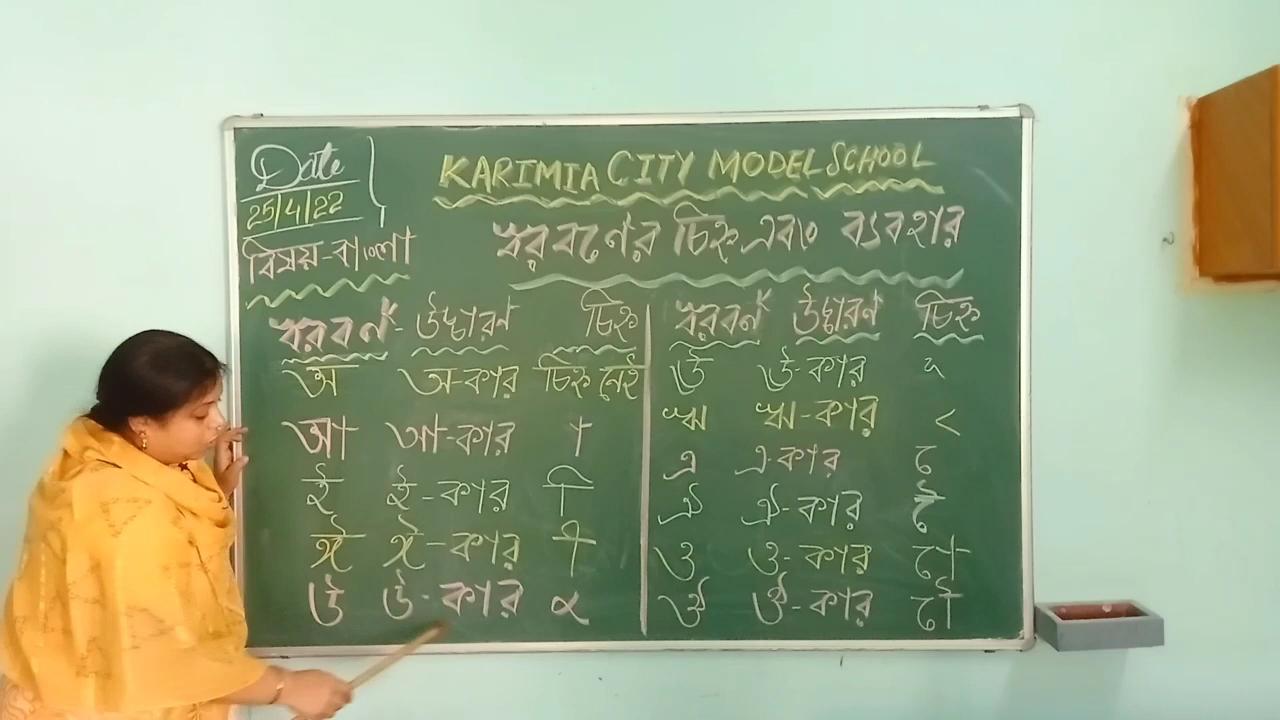 Date
25/4/22
বিষয়-বাংলা
KARIMIA CITY MODEL SCHOOL
স্বরবর্ণের চিহ্ন এবং ব্যবহার
স্বরবর্ণ- উচ্চারণ চিহ্ন
অ অ-কার চিহ্ন নেই
আ আ-কার া
ই ই-কার ি
ঈ ঈ-কার ী
উ উ-কার ু
স্বরবর্ণ উচ্চারণ চিহ্ন
ঊ ঊ-কার ূ
ঋ ঋ-কার ৃ
এ এ-কার ে
ঐ ঐ-কার ৈ
ও ও-কার ো
ঔ ঔ-কার ৌ